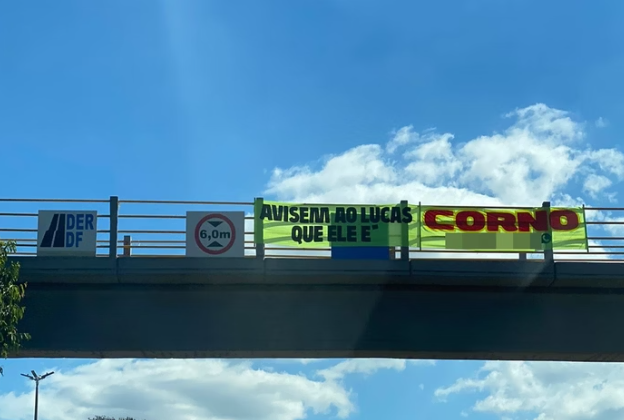 DER
DF
6,0m
AVISEM AO LUCAS
QUE ELE É
CORNO